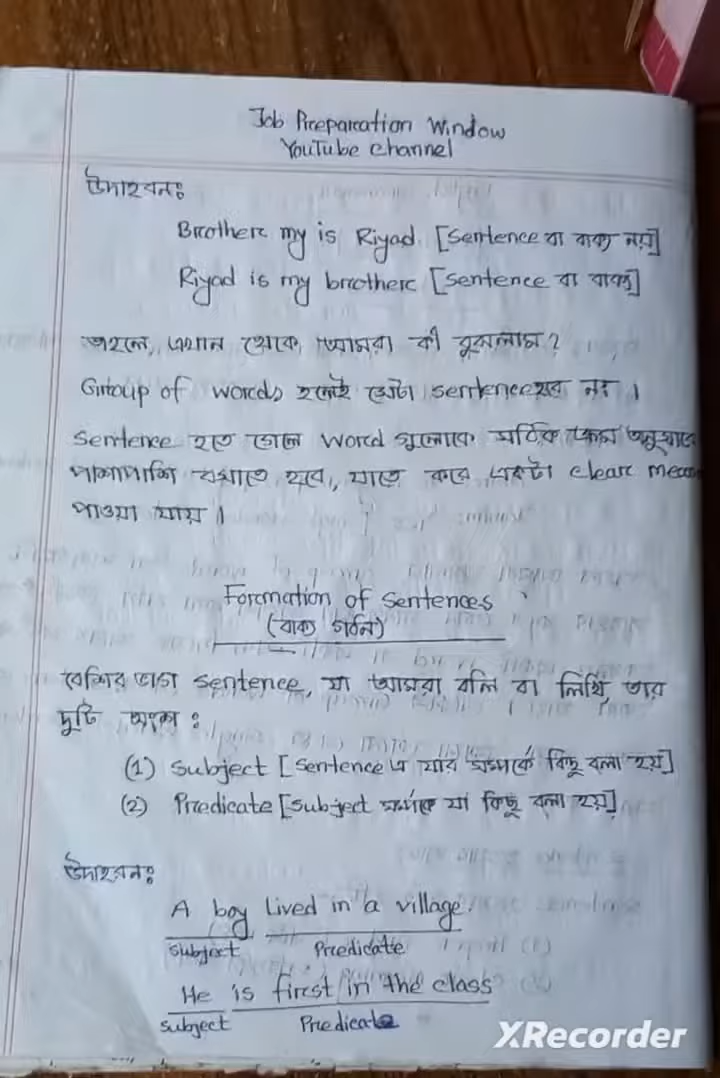 Job Preparation Window
YouTube channel
উদাহরনঃ
Brother my is Riyad. [Sentence বা বাক্য নয়]
Riyad is my brother [sentence বা বাক্য]
তাহলে, এখান থেকে আমরা কী বুঝলাম?
Group of words হলেই সেটা sentence হবে না।
Sentence হতে গেলে word গুলোকে সঠিক ক্রম অনুসারে
পাশাপাশি বসাতে হবে, যাতে করে একটা clear
পাওয়া যায়।
Formation of sentences
(বাক্য গঠন)
বেশির ভাগ sentence, যা আমরা বলি বা লিখি, তার
দুটি অংশ :
(1) subject [sentence এ যার সম্পর্কে কিছু বলা হয়]
(2) Predicate [subject সম্পর্কে যা কিছু বলা হয়]
উদাহরনঃ
A boy lived in a village.
subject Predicate
He is first in the class
subject Predicate
XRecorder